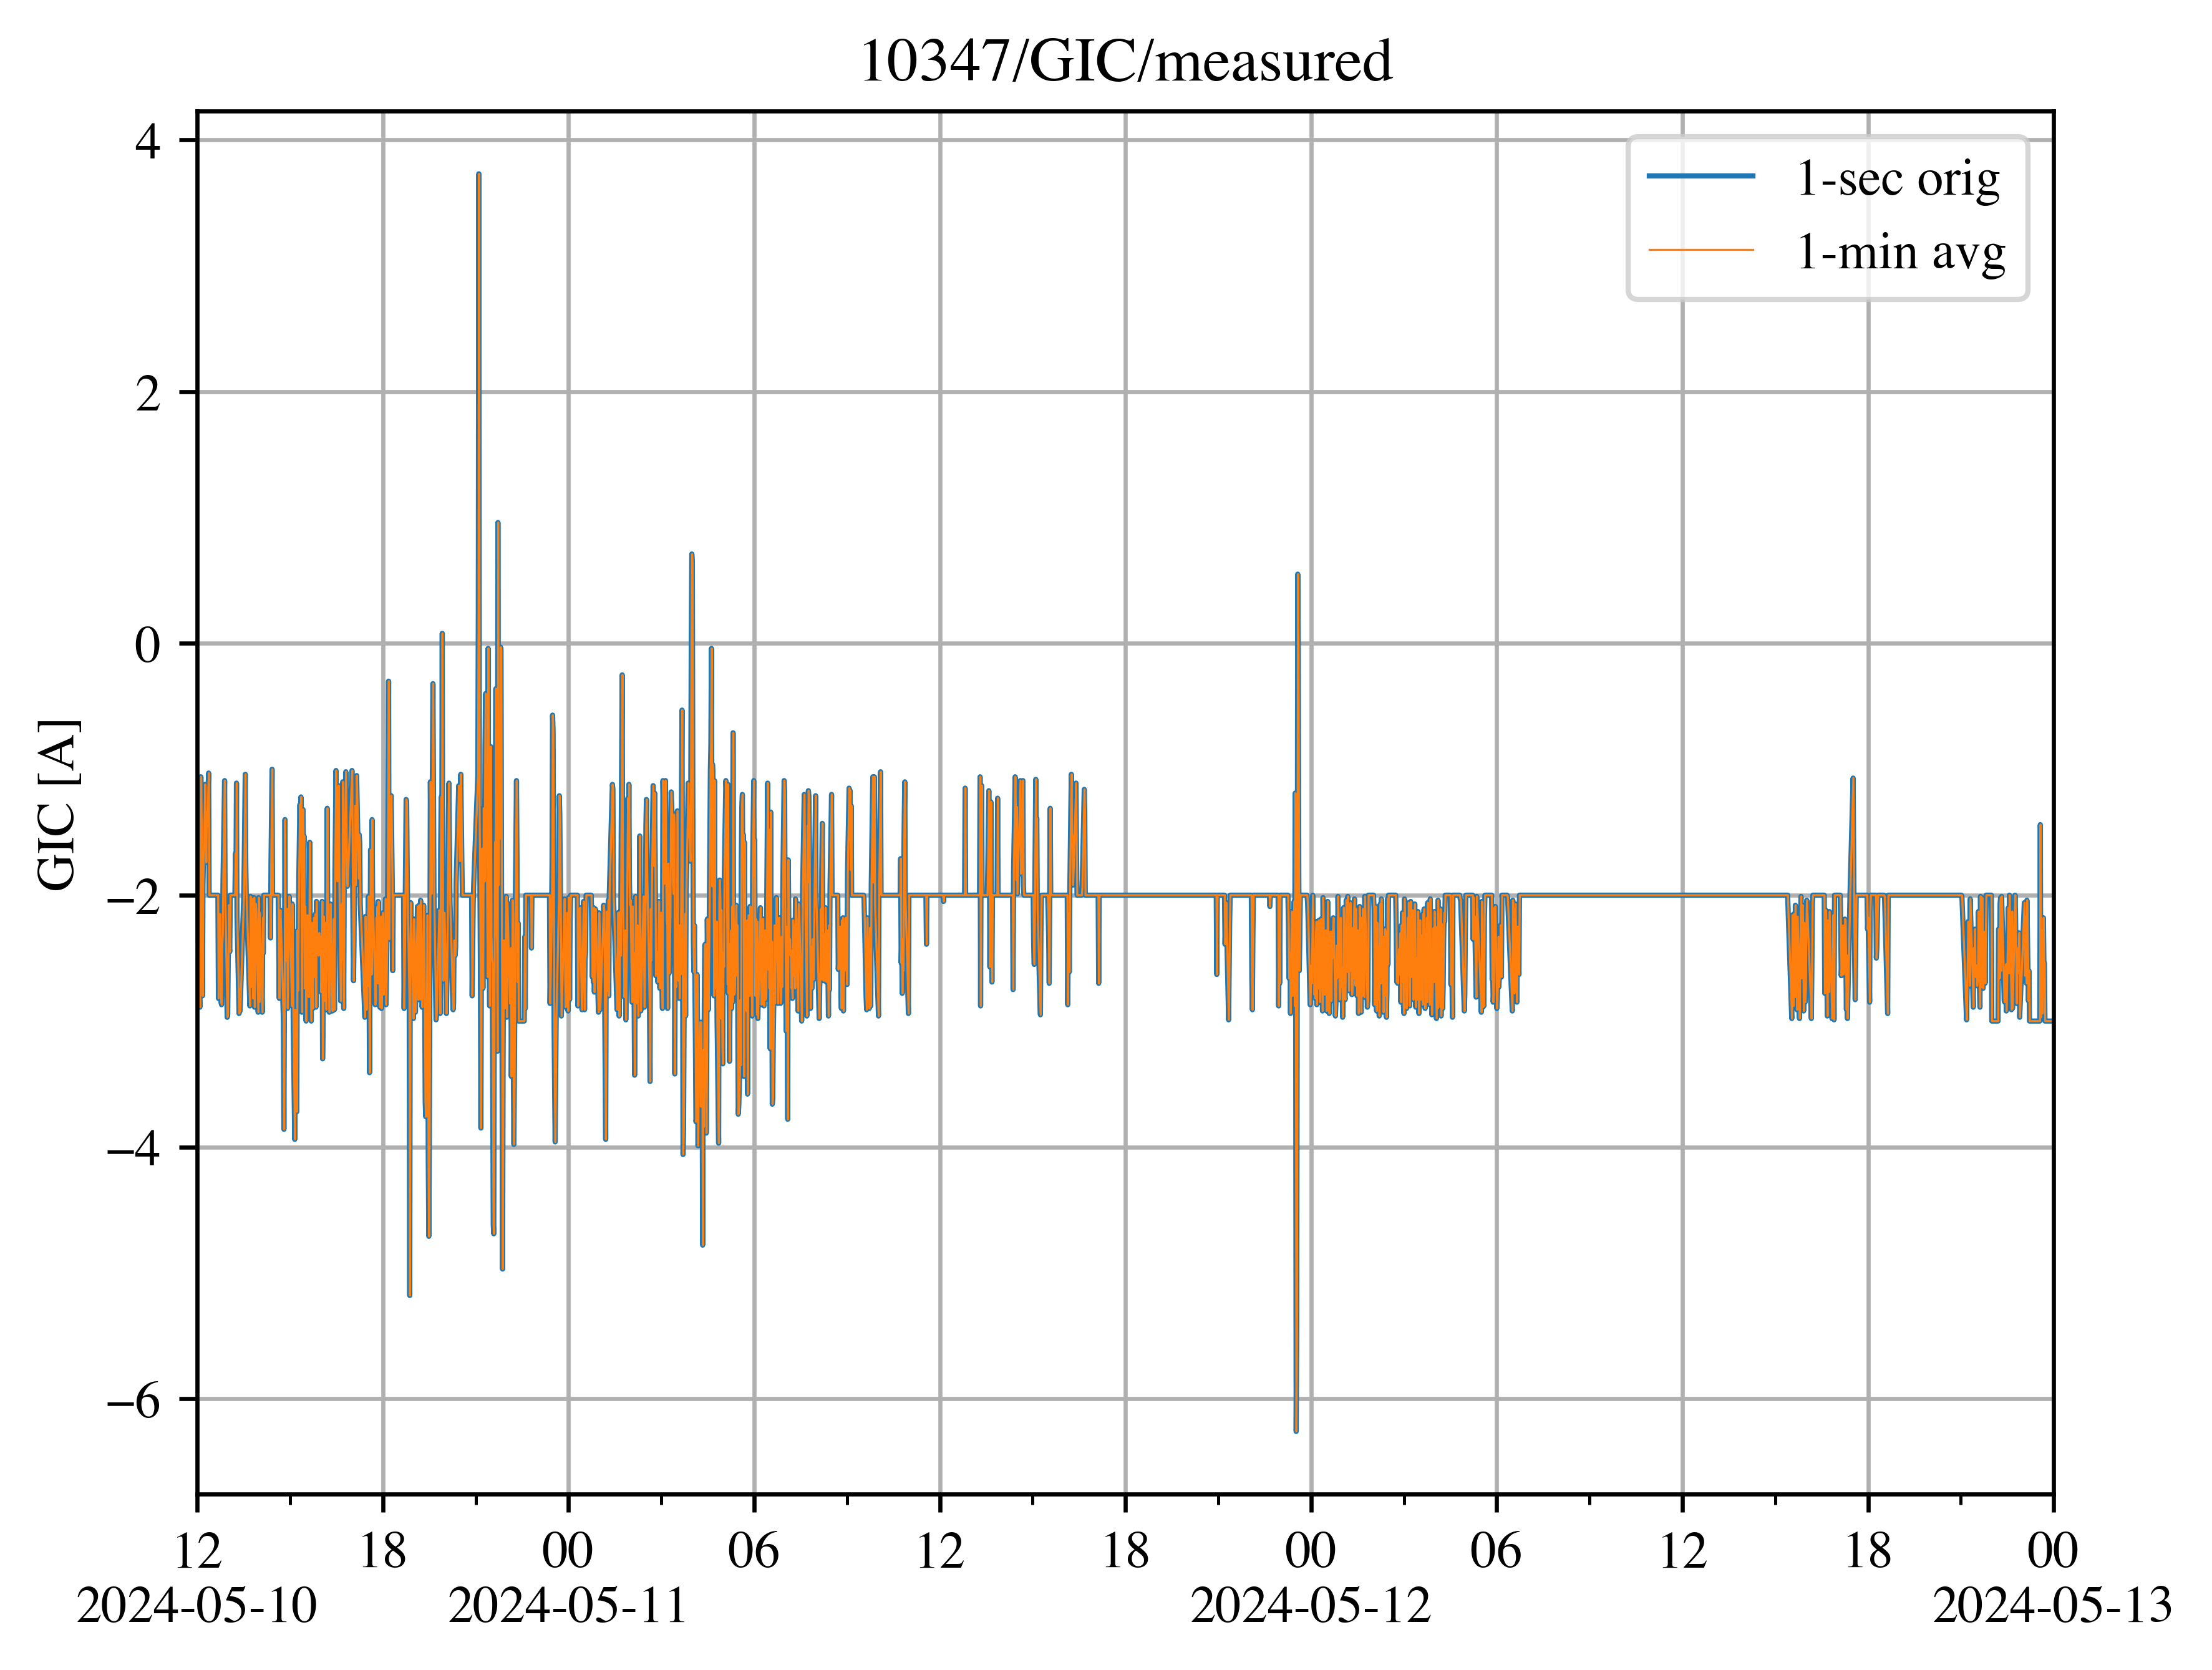 10347/GIC/measured
4
2
0
−2
−4
−6
GIC [A]
1-sec orig
1-min avg
12 18 00 06 12 18 00 06 12 18 00
2024-05-10 2024-05-11 2024-05-12 2024-05-13